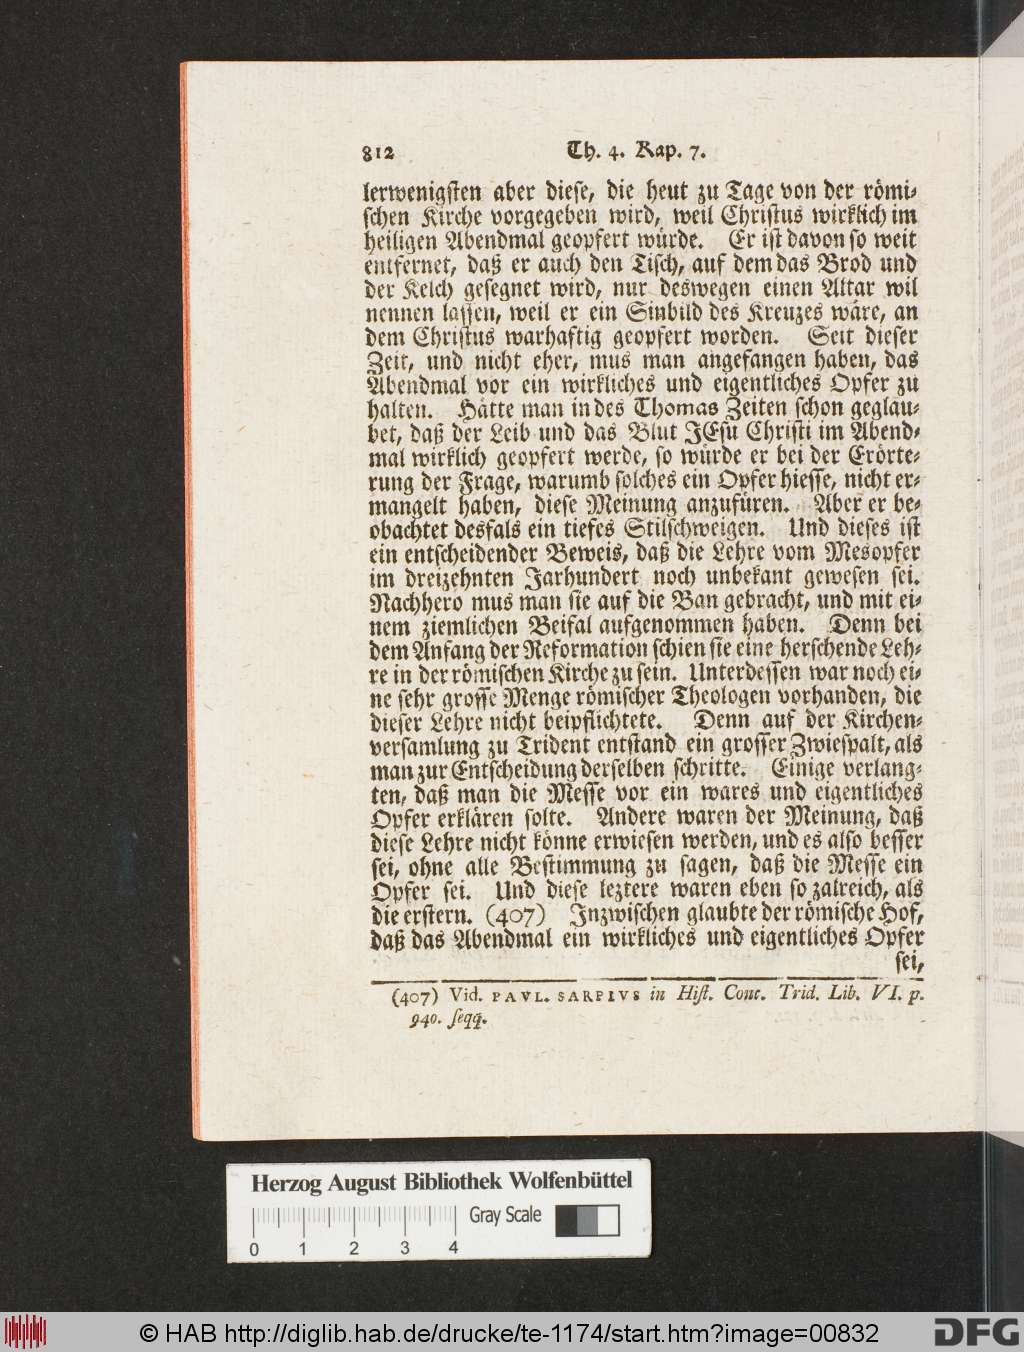 812 Th. 4. Kap. 7.
lerwenigsten aber diese, die heut zu Tage von der römi-
schen Kirche vorgegeben wird, weil Christus wirklich im
heiligen Abendmal geopfert würde. Er ist davon so weit
entfernet, daß er auch den Tisch, auf dem das Brod und
der Kelch gesegnet wird, nur deswegen einen Altar wil
nennen lassen, weil er ein Sinbild des Kreuzes wäre, an
dem Christus warhaftig geopfert worden. Seit dieser
Zeit, und nicht eher, mus man angefangen haben, das
Abendmal vor ein wirkliches und eigentliches Opfer zu
halten. Hätte man in des Thomas Zeiten schon geglau-
bet, daß der Leib und das Blut JEsu Christi im Abend-
mal wirklich geopfert werde, so würde er bei der Erörte-
rung der Frage, warumb solches ein Opfer hiesse, nicht er-
mangelt haben, diese Meinung anzufüren. Aber er be-
obachtet desfals ein tiefes Stilschweigen. Und dieses ist
ein entscheidender Beweis, daß die Lehre vom Mesopfer
im dreizehnten Jarhundert noch unbekant gewesen sei.
Nachhero mus man sie auf die Ban gebracht, und mit ei-
nem ziemlichen Beifal aufgenommen haben. Denn bei
dem Anfang der Reformation schien sie eine herschende Leh-
re in der römischen Kirche zu sein. Unterdessen war noch ei-
ne sehr grosse Menge römischer Theologen vorhanden, die
dieser Lehre nicht beipflichtete. Denn auf der Kirchen-
versamlung zu Trident entstand ein grosser Zwiespalt, als
man zur Entscheidung derselben schritte. Einige verlang-
ten, daß man die Messe vor ein wares und eigentliches
Opfer erklären solte. Andere waren der Meinung, daß
diese Lehre nicht könne erwiesen werden, und es also besser
sei, ohne alle Bestimmung zu sagen, daß die Messe ein
Opfer sei. Und diese leztere waren eben so zalreich, als
die erstern. (407) Inzwischen glaubte der römische Hof,
daß das Abendmal ein wirkliches und eigentliches Opfer
sei,
(407) Vid. PAVL. SARPIVS in Hist. Conc. Trid. Lib. VI. p.
940. seqq.
Herzog August Bibliothek Wolfenbüttel
Gray Scale
0 1 2 3 4
© HAB http://diglib.hab.de/drucke/te-1174/start.htm?image=00832
DFG